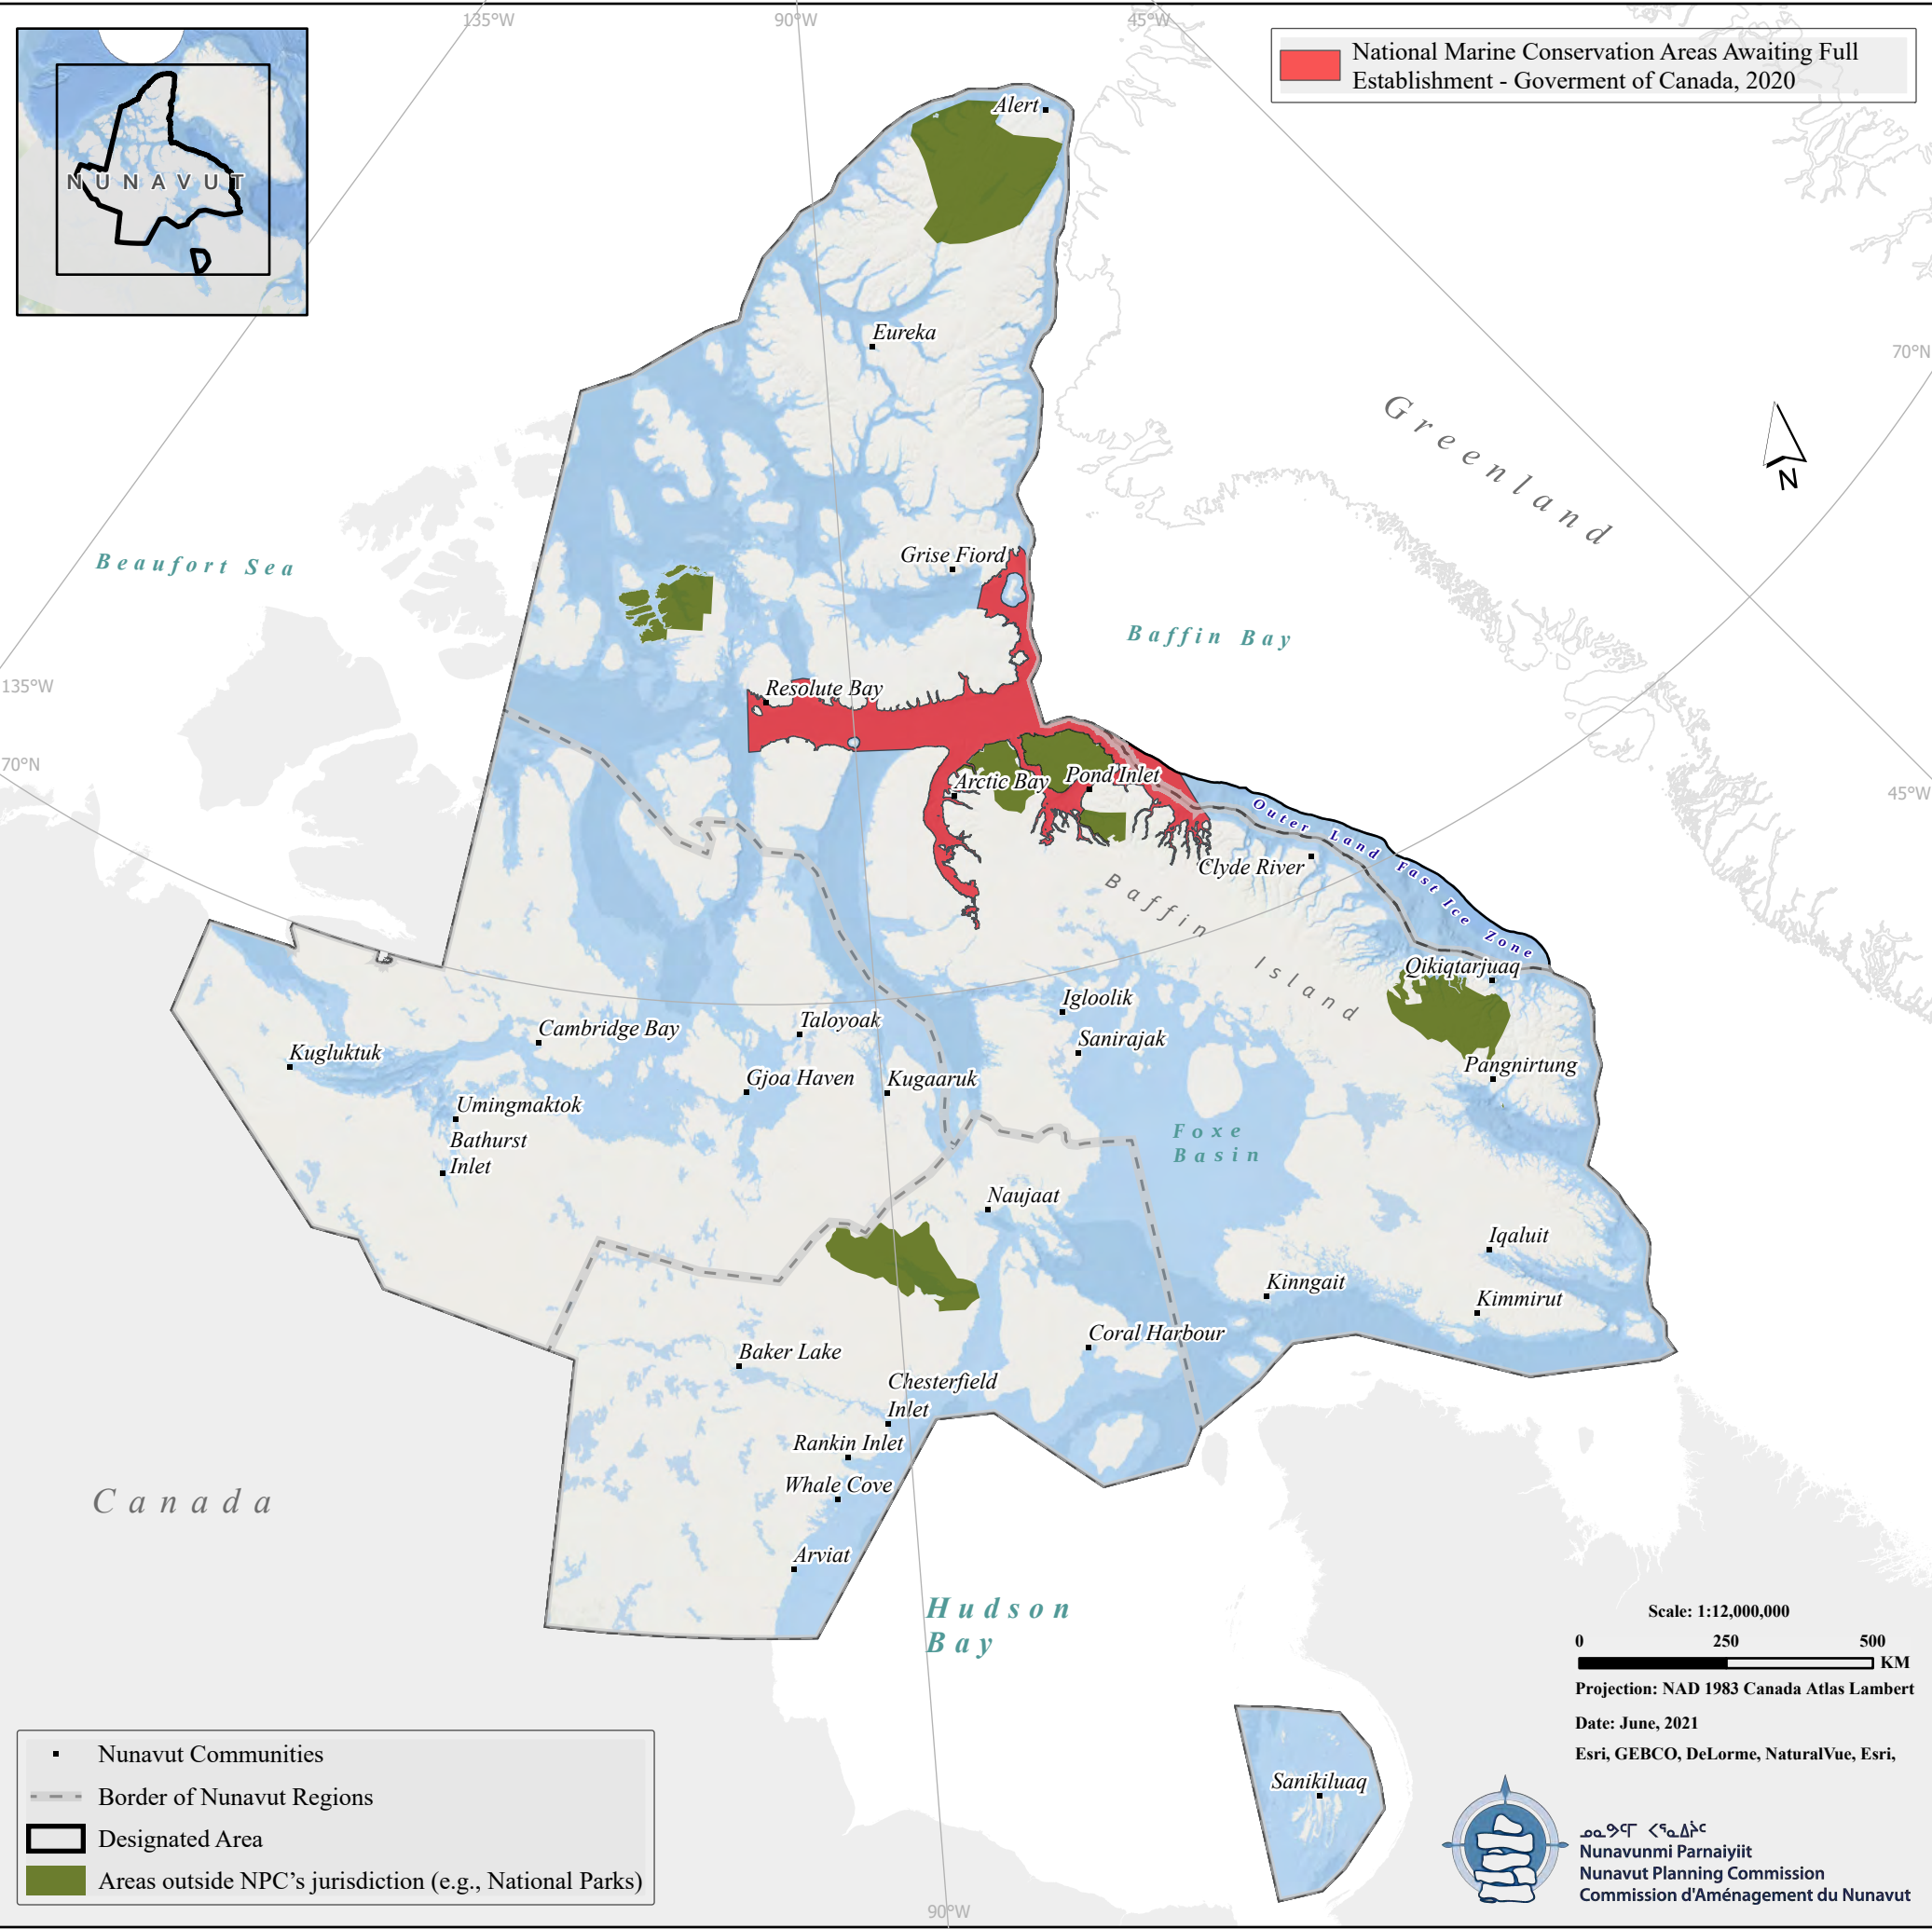 135°W
90°W
45°W
National Marine Conservation Areas Awaiting Full
Establishment - Goverment of Canada, 2020
NUNAVUT
Alert
Eureka
70°N
Greenland
N
Beaufort Sea
Grise Fiord
Baffin Bay
135°W
Resolute Bay
70°N
Arctic Bay
Pond Inlet
45°W
Outer Land Fast Ice Zone
Clyde River
Baffin Island
Qikiqtarjuaq
Igloolik
Taloyoak
Cambridge Bay
Sanirajak
Kugluktuk
Pangnirtung
Gjoa Haven
Kugaaruk
Umingmaktok
Bathurst
Inlet
Foxe
Basin
Naujaat
Iqaluit
Kinngait
Kimmirut
Coral Harbour
Baker Lake
Chesterfield
Inlet
Rankin Inlet
Whale Cove
Canada
Arviat
Hudson
Bay
Scale: 1:12,000,000
0 250 500
KM
Projection: NAD 1983 Canada Atlas Lambert
Date: June, 2021
Esri, GEBCO, DeLorme, NaturalVue, Esri,
Nunavut Communities
Border of Nunavut Regions
Designated Area
Areas outside NPC's jurisdiction (e.g., National Parks)
Sanikiluaq
ᓄᓇᕗᑦᒥ ᐸᕐᓇᐃᔩᑦ
Nunavunmi Parnaiyiit
Nunavut Planning Commission
Commission d'Aménagement du Nunavut
90°W